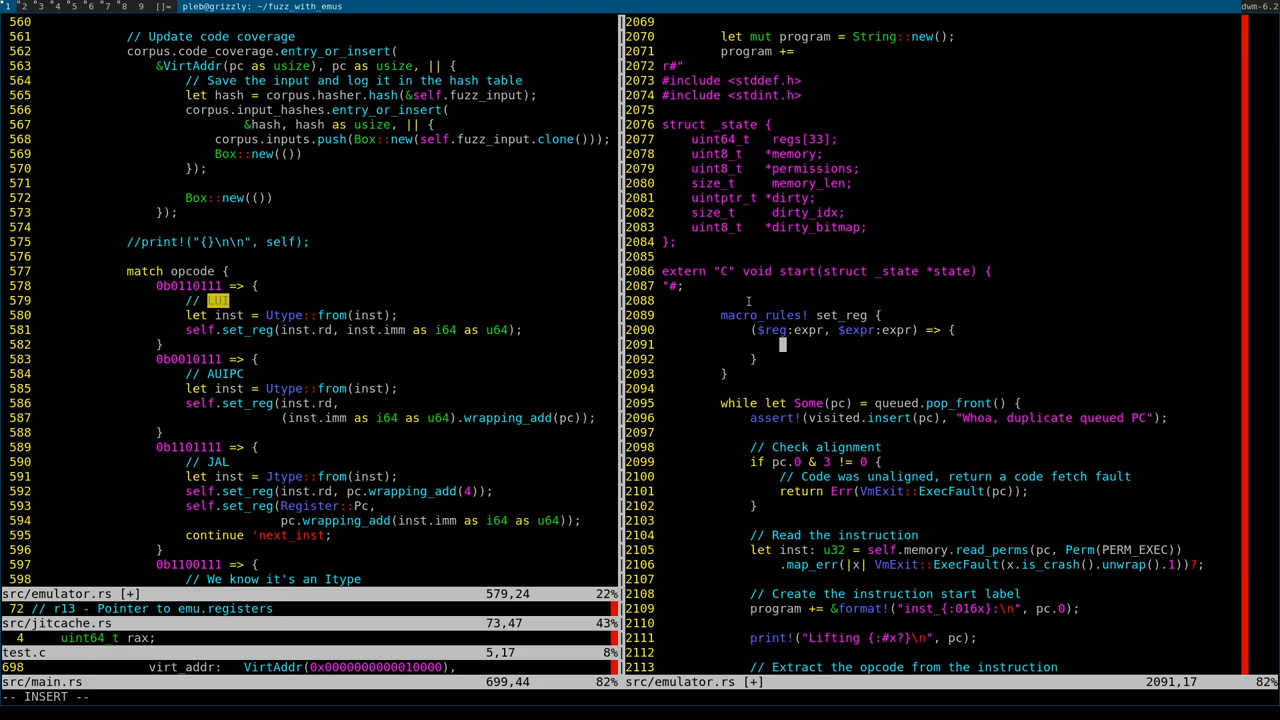 1 2 3 4 5 6 7 8 9 []= pleb@grizzly: ~/fuzz_with_emus dwm-6.2
560
561 // Update code coverage
562 corpus.code_coverage.entry_or_insert(
563 &VirtAddr(pc as usize), pc as usize, || {
564 // Save the input and log it in the hash table
565 let hash = corpus.hasher.hash(&self.fuzz_input);
566 corpus.input_hashes.entry_or_insert(
567 &hash, hash as usize, || {
568 corpus.inputs.push(Box::new(self.fuzz_input.clone()));
569 Box::new(())
570 });
571
572 Box::new(())
573 });
574
575 //print!("{}\n\n", self);
576
577 match opcode {
578 0b0110111 => {
579 // LUI
580 let inst = Utype::from(inst);
581 self.set_reg(inst.rd, inst.imm as i64 as u64);
582 }
583 0b0010111 => {
584 // AUIPC
585 let inst = Utype::from(inst);
586 self.set_reg(inst.rd,
587 (inst.imm as i64 as u64).wrapping_add(pc));
588 }
589 0b1101111 => {
590 // JAL
591 let inst = Jtype::from(inst);
592 self.set_reg(inst.rd, pc.wrapping_add(4));
593 self.set_reg(Register::Pc,
594 pc.wrapping_add(inst.imm as i64 as u64));
595 continue 'next_inst;
596 }
597 0b1100111 => {
598 // We know it's an Itype
src/emulator.rs [+] 579,24 22%
72 // r13 - Pointer to emu.registers
src/jitcache.rs 73,47 43%
4 uint64_t rax;
test.c 5,17 8%
698 virt_addr: VirtAddr(0x0000000000010000),
src/main.rs 699,44 82%
-- INSERT --
2069
2070 let mut program = String::new();
2071 program +=
2072 r#"
2073 #include <stddef.h>
2074 #include <stdint.h>
2075
2076 struct _state {
2077 uint64_t regs[33];
2078 uint8_t *memory;
2079 uint8_t *permissions;
2080 size_t memory_len;
2081 uintptr_t *dirty;
2082 size_t dirty_idx;
2083 uint8_t *dirty_bitmap;
2084 };
2085
2086 extern "C" void start(struct _state *state) {
2087 "#;
2088
2089 macro_rules! set_reg {
2090 ($reg:expr, $expr:expr) => {
2091
2092 }
2093 }
2094
2095 while let Some(pc) = queued.pop_front() {
2096 assert!(visited.insert(pc), "Whoa, duplicate queued PC");
2097
2098 // Check alignment
2099 if pc.0 & 3 != 0 {
2100 // Code was unaligned, return a code fetch fault
2101 return Err(VmExit::ExecFault(pc));
2102 }
2103
2104 // Read the instruction
2105 let inst: u32 = self.memory.read_perms(pc, Perm(PERM_EXEC))
2106 .map_err(|x| VmExit::ExecFault(x.is_crash().unwrap().1))?;
2107
2108 // Create the instruction start label
2109 program += &format!("inst_{:016x}:\n", pc.0);
2110
2111 print!("Lifting {:#x?}\n", pc);
2112
2113 // Extract the opcode from the instruction
src/emulator.rs [+] 2091,17 82%